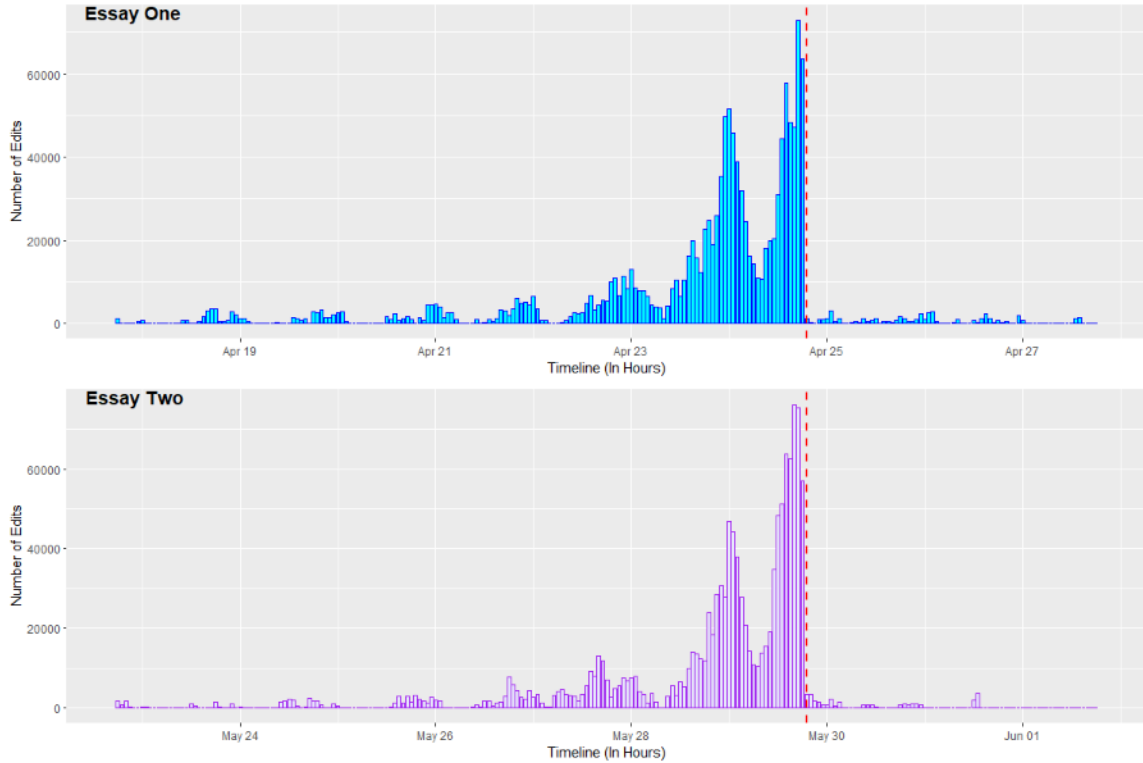 Essay One
Number of Edits
60000
40000
20000
0
Apr 19 Apr 21 Apr 23 Apr 25 Apr 27
Timeline (In Hours)
Essay Two
Number of Edits
60000
40000
20000
0
May 24 May 26 May 28 May 30 Jun 01
Timeline (In Hours)